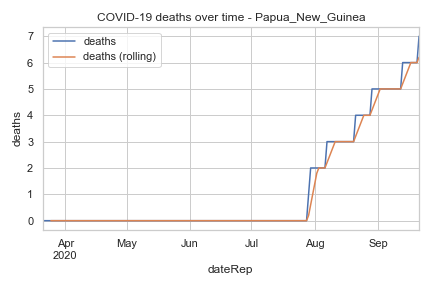 COVID-19 deaths over time - Papua_New_Guinea
deaths
deaths (rolling)
7
6
5
4
3
2
1
0
deaths
Apr May Jun Jul Aug Sep
2020
dateRep